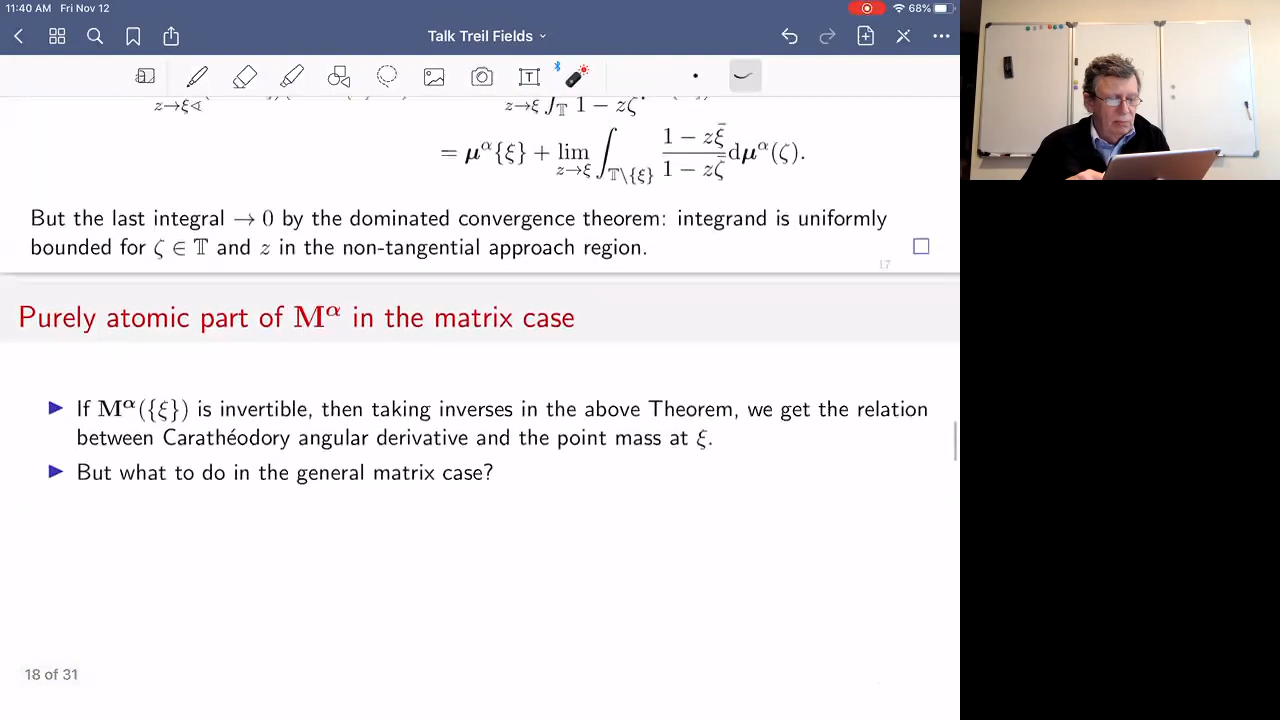 11:40 AM Fri Nov 12
68%
Talk Treil Fields
T
z→ξ∢
z→ξ ∫_𝕋 1 − zζ̄
= μ^α{ξ} + lim_{z→ξ} ∫_{𝕋\{ξ}} (1 − zξ̄)/(1 − zζ̄) dμ^α(ζ).
But the last integral → 0 by the dominated convergence theorem: integrand is uniformly
bounded for ζ ∈ 𝕋 and z in the non-tangential approach region. □
17
Purely atomic part of M^α in the matrix case
▶ If M^α({ξ}) is invertible, then taking inverses in the above Theorem, we get the relation
between Carathéodory angular derivative and the point mass at ξ.
▶ But what to do in the general matrix case?
18 of 31